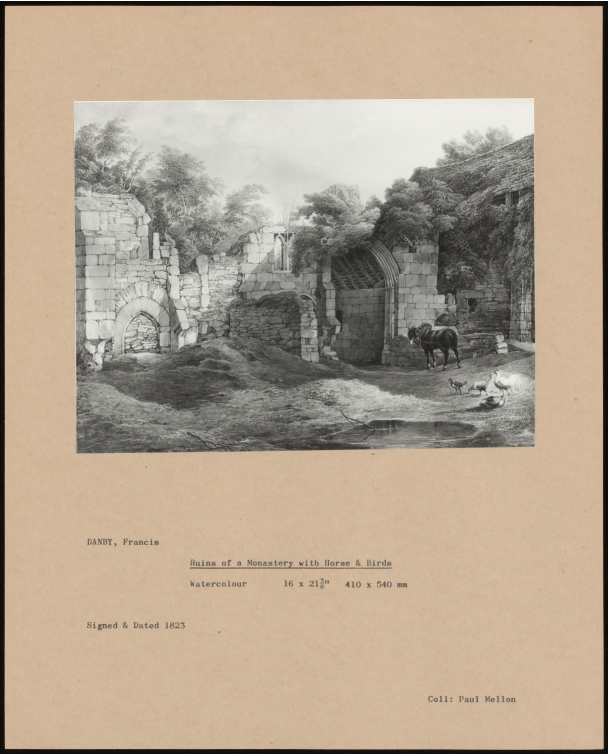 DANBY, Francis
Ruins of a Monastery with Horse & Birds
Watercolour 16 x 21⅜" 410 x 540 mm
Signed & Dated 1823
Coll: Paul Mellon